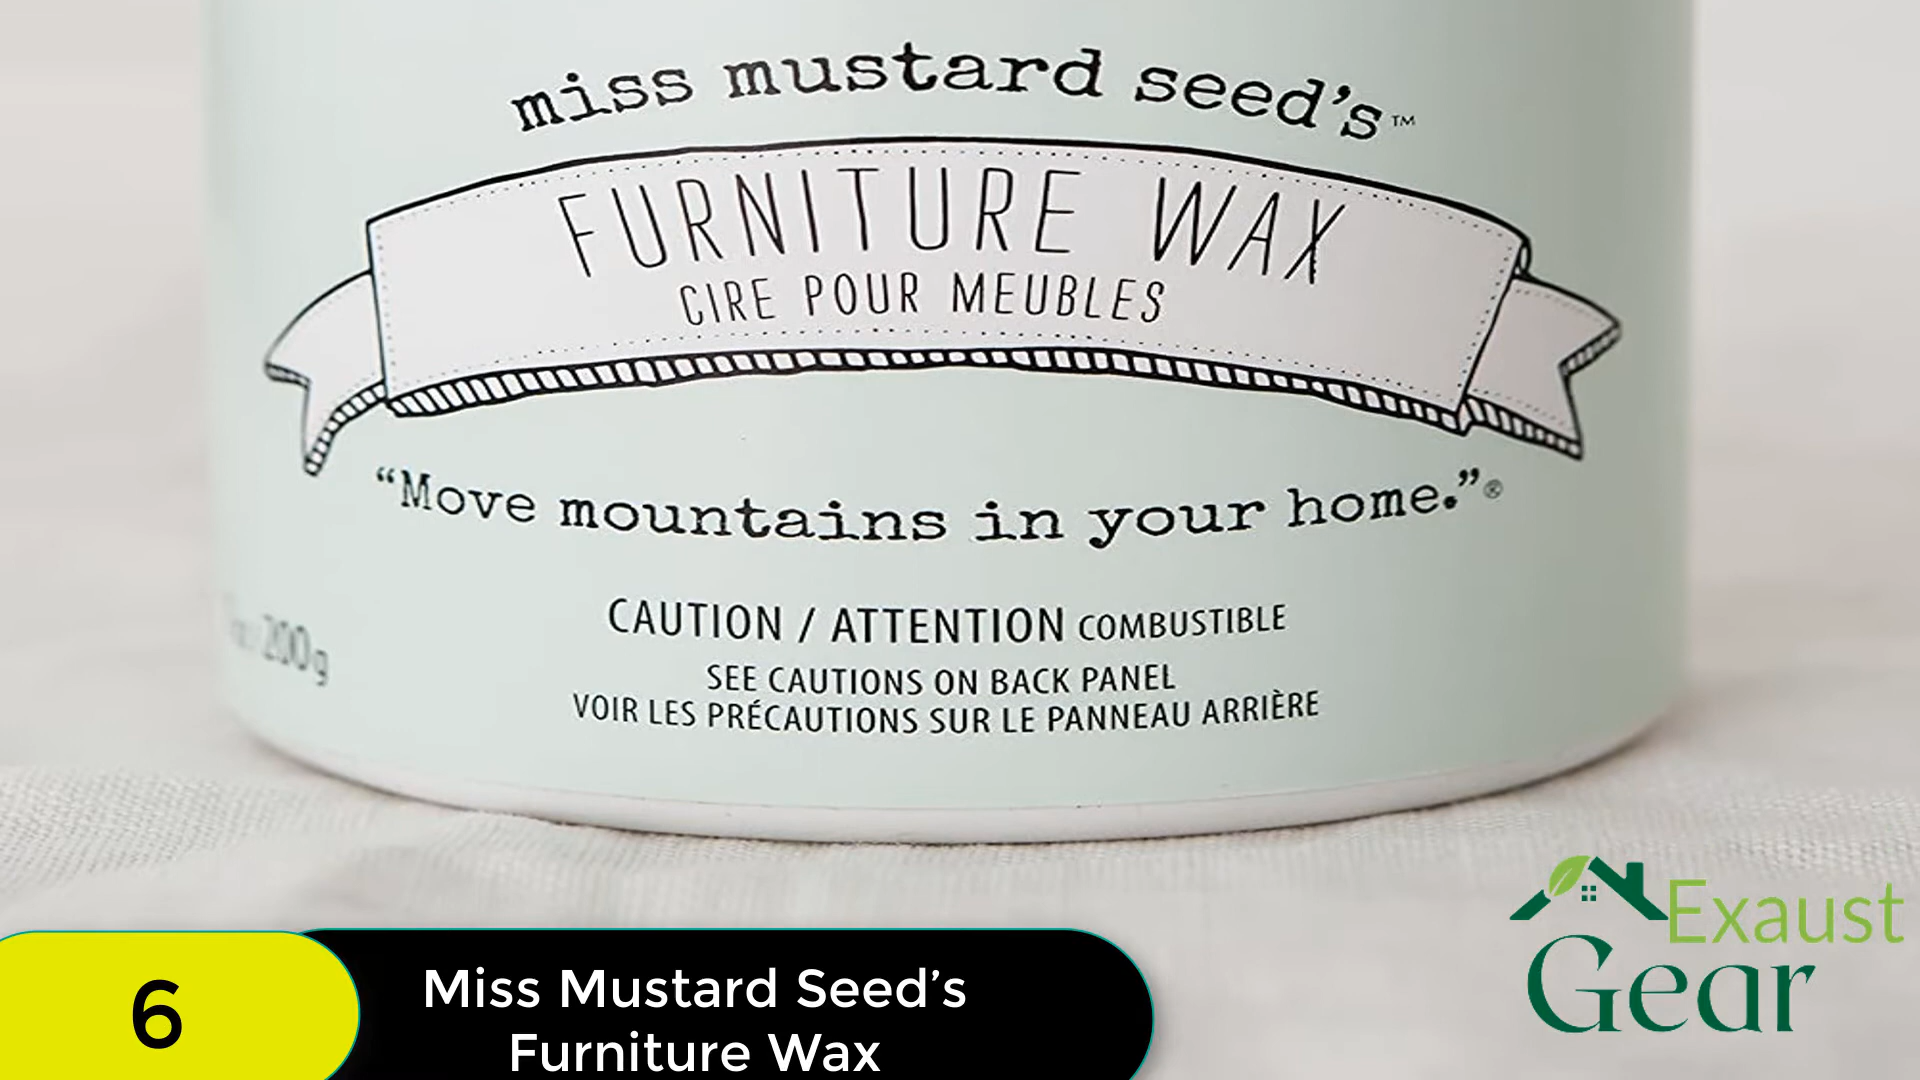 miss mustard seed's™
FURNITURE WAX
CIRE POUR MEUBLES
“Move mountains in your home.”®
200g
CAUTION / ATTENTION COMBUSTIBLE
SEE CAUTIONS ON BACK PANEL
VOIR LES PRÉCAUTIONS SUR LE PANNEAU ARRIÈRE
Exaust
Gear
6
Miss Mustard Seed’s
Furniture Wax